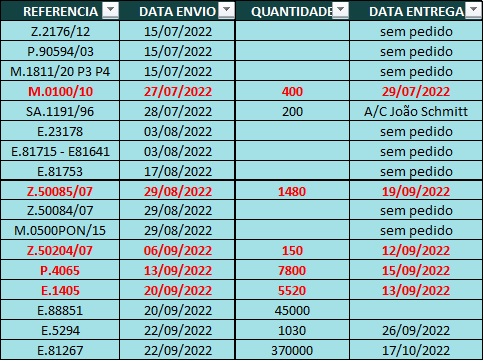 REFERENCIA DATA ENVIO QUANTIDADE DATA ENTREGA
Z.2176/12 15/07/2022 sem pedido
P.90594/03 15/07/2022 sem pedido
M.1811/20 P3 P4 15/07/2022 sem pedido
M.0100/10 27/07/2022 400 29/07/2022
SA.1191/96 28/07/2022 200 A/C João Schmitt
E.23178 03/08/2022 sem pedido
E.81715 - E81641 03/08/2022 sem pedido
E.81753 17/08/2022 sem pedido
Z.50085/07 29/08/2022 1480 19/09/2022
Z.50084/07 29/08/2022 sem pedido
M.0500PON/15 29/08/2022 sem pedido
Z.50204/07 06/09/2022 150 12/09/2022
P.4065 13/09/2022 7800 15/09/2022
E.1405 20/09/2022 5520 13/09/2022
E.88851 20/09/2022 45000
E.5294 22/09/2022 1030 26/09/2022
E.81267 22/09/2022 370000 17/10/2022